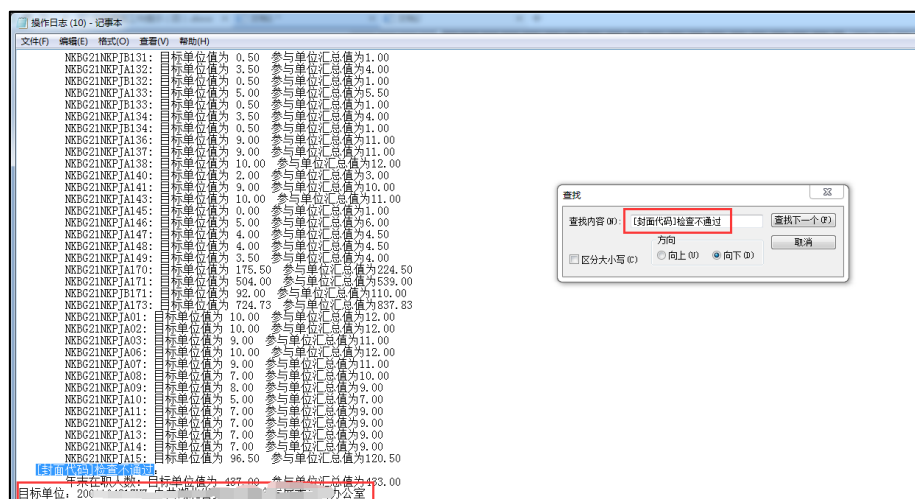 操作日志 (10) - 记事本
文件(F) 编辑(E) 格式(O) 查看(V) 帮助(H)
NKBG21NKPJB131: 目标单位值为 0.50 参与单位汇总值为1.00
NKBG21NKPJA132: 目标单位值为 3.50 参与单位汇总值为4.00
NKBG21NKPJB132: 目标单位值为 0.50 参与单位汇总值为1.00
NKBG21NKPJA133: 目标单位值为 5.00 参与单位汇总值为5.50
NKBG21NKPJB133: 目标单位值为 0.50 参与单位汇总值为1.00
NKBG21NKPJA134: 目标单位值为 3.50 参与单位汇总值为4.00
NKBG21NKPJB134: 目标单位值为 0.50 参与单位汇总值为1.00
NKBG21NKPJA136: 目标单位值为 9.00 参与单位汇总值为11.00
NKBG21NKPJA137: 目标单位值为 9.00 参与单位汇总值为11.00
NKBG21NKPJA138: 目标单位值为 10.00 参与单位汇总值为12.00
NKBG21NKPJA140: 目标单位值为 2.00 参与单位汇总值为3.00
NKBG21NKPJA141: 目标单位值为 9.00 参与单位汇总值为10.00
NKBG21NKPJA143: 目标单位值为 10.00 参与单位汇总值为11.00
NKBG21NKPJA145: 目标单位值为 0.00 参与单位汇总值为1.00
NKBG21NKPJA146: 目标单位值为 5.00 参与单位汇总值为6.00
NKBG21NKPJA147: 目标单位值为 4.00 参与单位汇总值为4.50
NKBG21NKPJA148: 目标单位值为 4.00 参与单位汇总值为4.50
NKBG21NKPJA149: 目标单位值为 3.50 参与单位汇总值为4.00
NKBG21NKPJA170: 目标单位值为 175.50 参与单位汇总值为224.50
NKBG21NKPJA171: 目标单位值为 504.00 参与单位汇总值为539.00
NKBG21NKPJB171: 目标单位值为 92.00 参与单位汇总值为110.00
NKBG21NKPJA173: 目标单位值为 724.73 参与单位汇总值为837.83
NKBG21NKPJA01: 目标单位值为 10.00 参与单位汇总值为12.00
NKBG21NKPJA02: 目标单位值为 10.00 参与单位汇总值为12.00
NKBG21NKPJA03: 目标单位值为 9.00 参与单位汇总值为11.00
NKBG21NKPJA06: 目标单位值为 10.00 参与单位汇总值为12.00
NKBG21NKPJA07: 目标单位值为 9.00 参与单位汇总值为11.00
NKBG21NKPJA08: 目标单位值为 7.00 参与单位汇总值为10.00
NKBG21NKPJA09: 目标单位值为 8.00 参与单位汇总值为9.00
NKBG21NKPJA10: 目标单位值为 5.00 参与单位汇总值为7.00
NKBG21NKPJA11: 目标单位值为 7.00 参与单位汇总值为9.00
NKBG21NKPJA12: 目标单位值为 7.00 参与单位汇总值为9.00
NKBG21NKPJA13: 目标单位值为 7.00 参与单位汇总值为9.00
NKBG21NKPJA14: 目标单位值为 7.00 参与单位汇总值为9.00
NKBG21NKPJA15: 目标单位值为 96.50 参与单位汇总值为120.50
[封面代码]检查不通过:
年末在职人数: 目标单位值为 437.00 参与单位汇总值为433.00
目标单位: 办公室
查找
查找内容(N): [封面代码]检查不通过 查找下一个(F)
方向 取消
区分大小写(C) 向上(U) 向下(D)